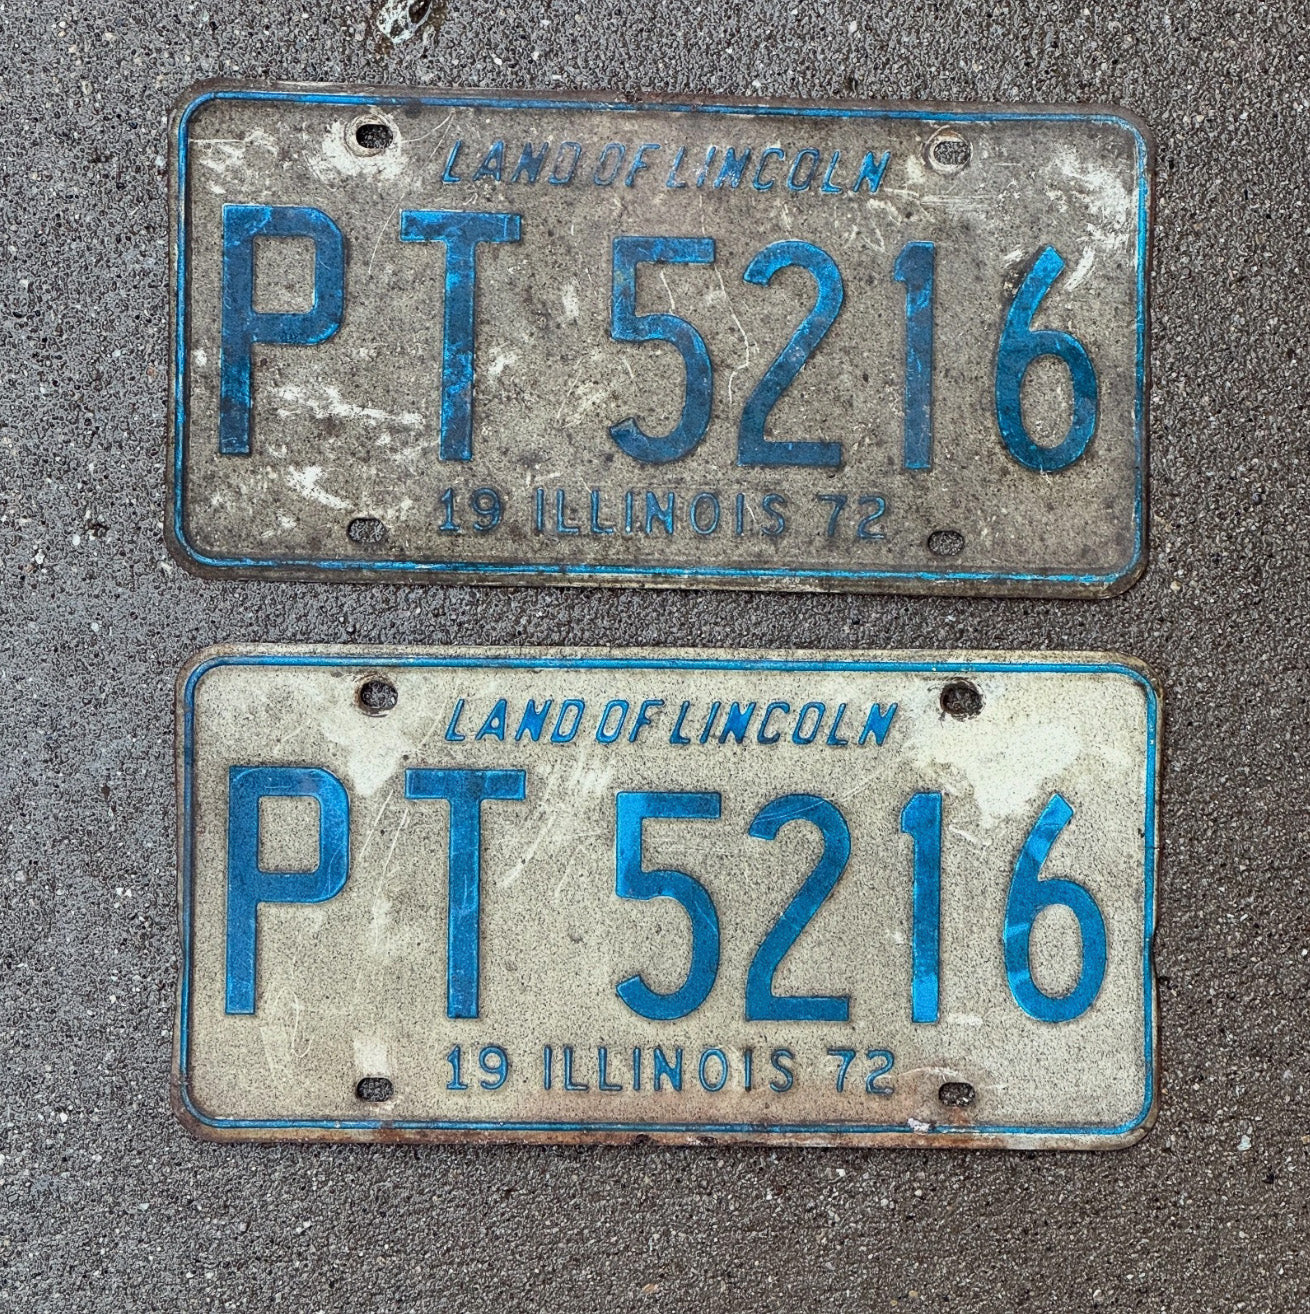 LAND OF LINCOLN
PT 5216
19 ILLINOIS 72
LAND OF LINCOLN
PT 5216
19 ILLINOIS 72